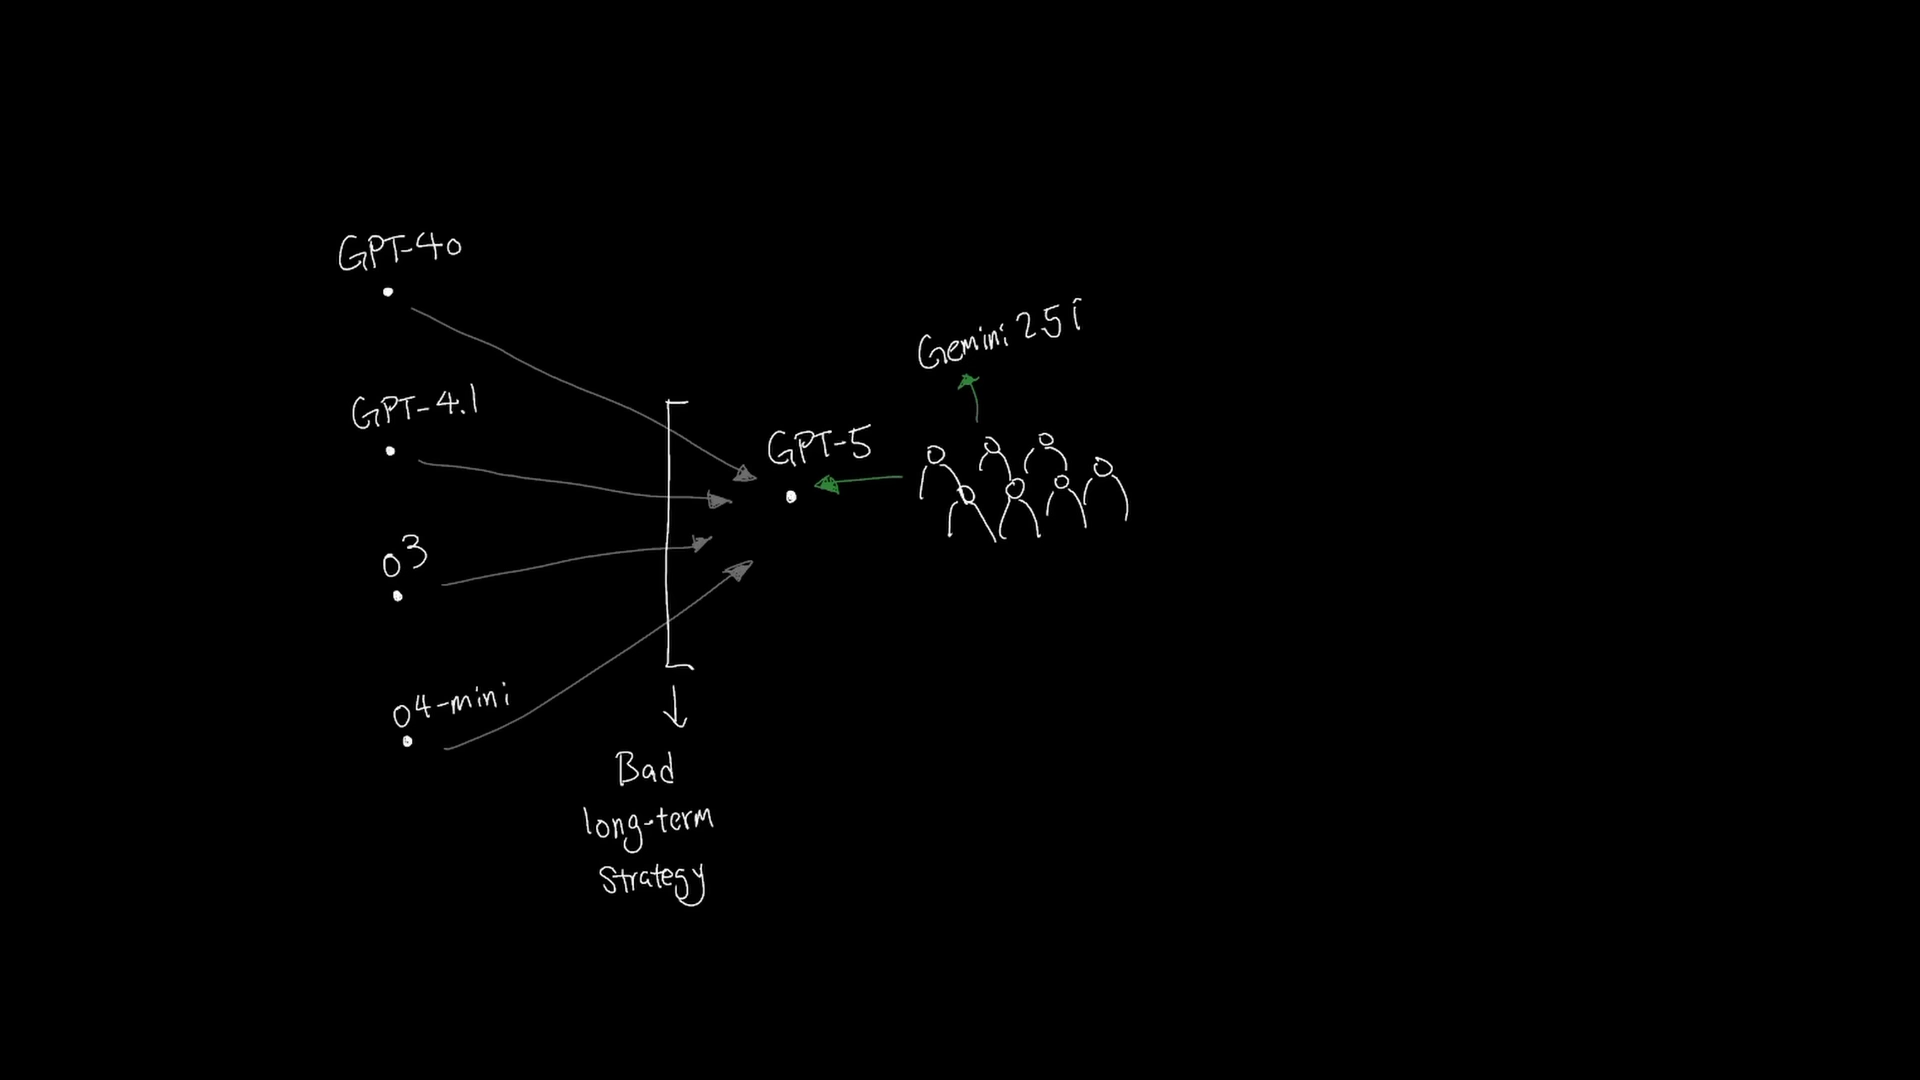 GPT-4o
GPT-4.1
o3
o4-mini
GPT-5
Gemini 2.5
Bad
long-term
strategy